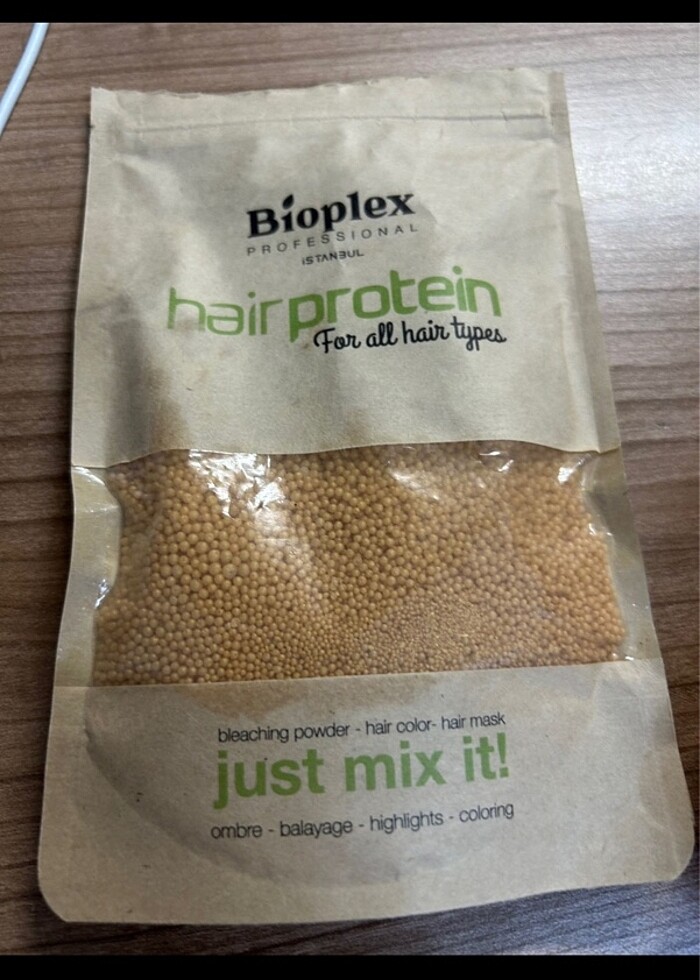 Bioplex
PROFESSIONAL
iSTANBUL
hairprotein
For all hair types
bleaching powder - hair color- hair mask
just mix it!
ombre - balayage - highlights - coloring